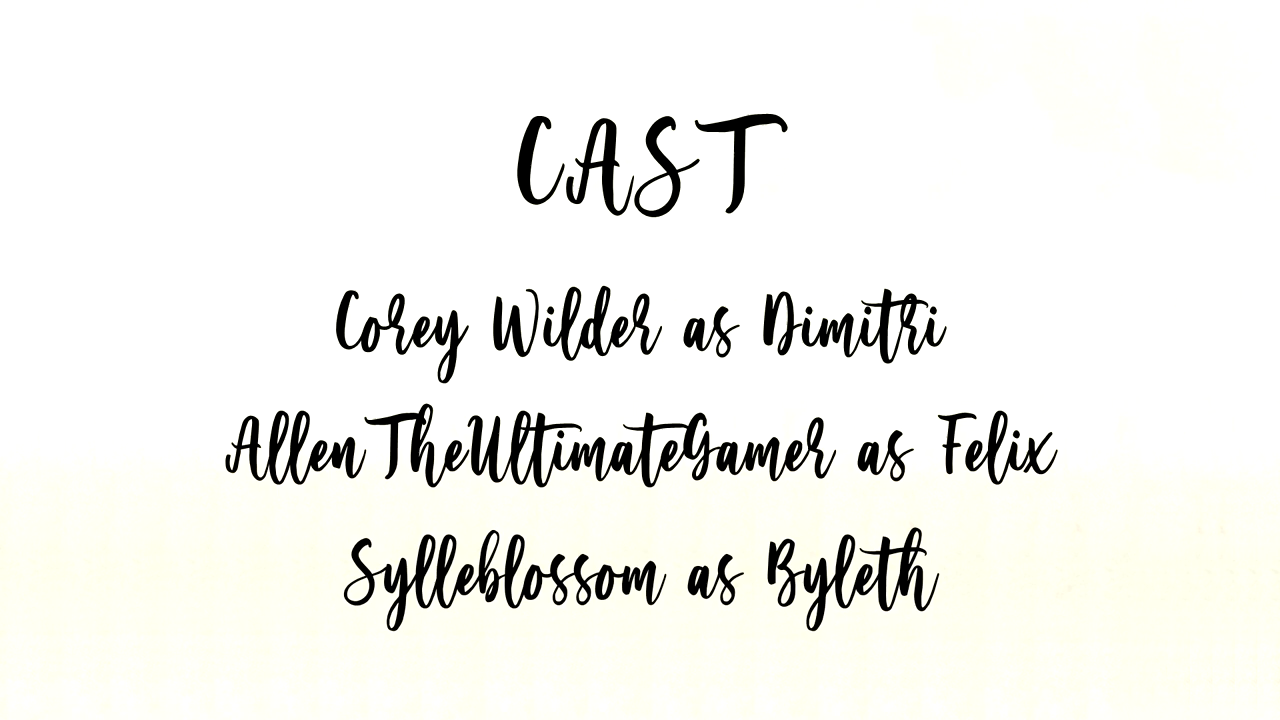 CAST
Corey Wilder as Dimitri
AllenTheUltimateGamer as Felix
Sylleblossom as Byleth